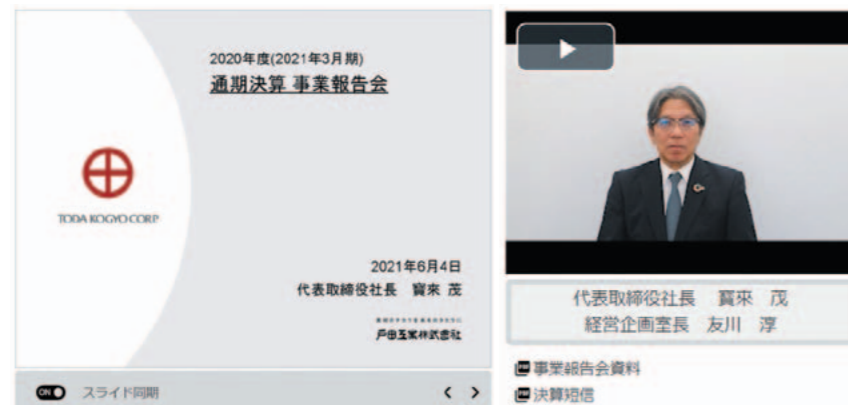 2020年度(2021年3月期)
通期決算 事業報告会
TODA KOGYO CORP
2021年6月4日
代表取締役社長 寳來 茂
戸田工業株式会社
ON スライド同期
代表取締役社長 寳來 茂
経営企画室長 友川 淳
事業報告会資料
決算短信